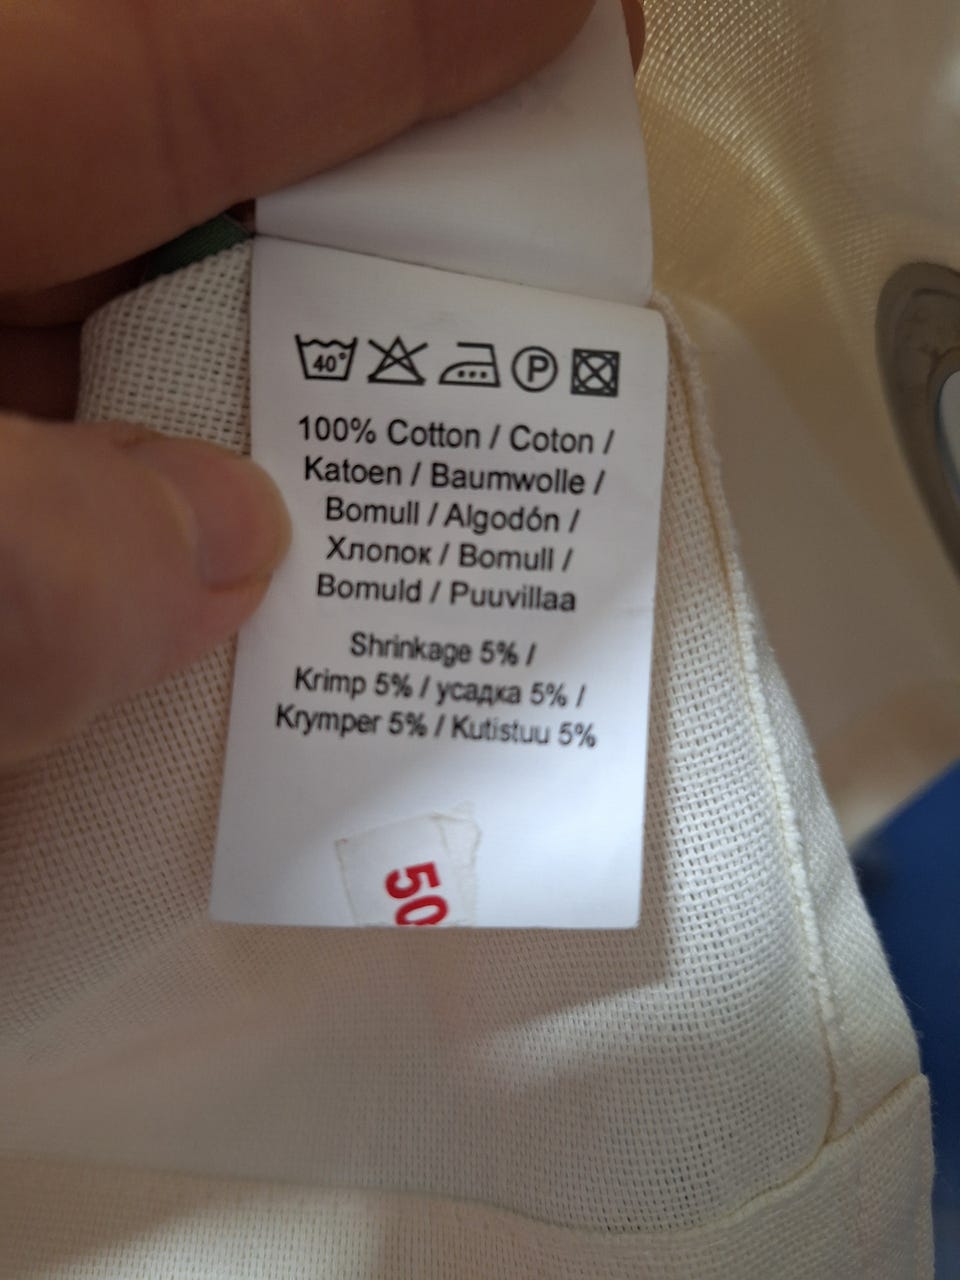 40°
P
100% Cotton / Coton /
Katoen / Baumwolle /
Bomull / Algodón /
Хлопок / Bomull /
Bomuld / Puuvillaa
Shrinkage 5% /
Krimp 5% / усадка 5% /
Krymper 5% / Kutistuu 5%
50